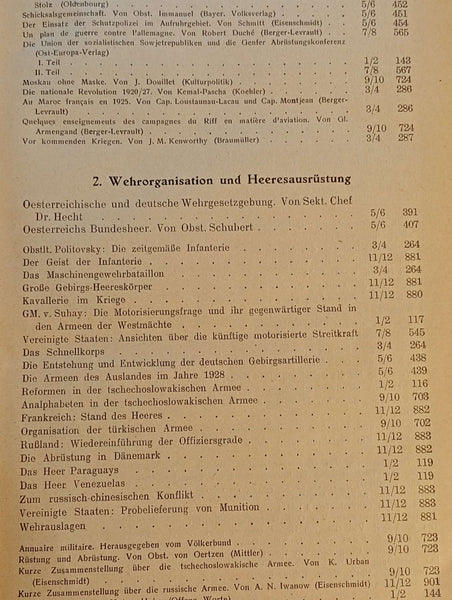 Stolz (Oldenbourg) 5/6 452
Schicksalsgemeinschaft. Von Obst. Immanuel (Bayer. Volksverlag) 5/6 451
Der Einsatz der Schutzpolizei im Aufruhrgebiet. Von Schmitt (Eisenschmidt) 5/6 454
Un plan de guerre contre l'Allemagne. Von Robert Duché (Berger-Levrault) 7/8 565
Die Union der sozialistischen Sowjetrepubliken und die Genfer Abrüstungskonferenz
(Ost-Europa-Verlag)
I. Teil 1/2 143
II. Teil 7/8 567
Moskau ohne Maske. Von J. Douillet (Kulturpolitik) 9/10 724
Die nationale Revolution 1920/27. Von Kemal-Pascha (Koehler) 3/4 286
Au Maroc français en 1925. Von Cap. Loustaunau-Lacau und Cap. Montjean (Berger-
Levrault) 3/4 286
Quelques enseignements des campagnes du Riff en matière d'aviation. Von Gl.
Armengand (Berger-Levrault) 9/10 724
Vor kommenden Kriegen. Von J. M. Kenworthy (Braumüller) 3/4 287
2. Wehrorganisation und Heeresausrüstung
Oesterreichische und deutsche Wehrgesetzgebung. Von Sekt. Chef
Dr. Hecht 5/6 391
Oesterreichs Bundesheer. Von Obst. Schubert 5/6 407
Obstlt. Politovsky: Die zeitgemäße Infanterie 3/4 264
Der Geist der Infanterie 11/12 881
Das Maschinengewehrbataillon 3/4 264
Große Gebirgs-Heereskörper 11/12 881
Kavallerie im Kriege 11/12 880
GM. v. Suhay: Die Motorisierungsfrage und ihr gegenwärtiger Stand in
den Armeen der Westmächte 1/2 117
Vereinigte Staaten: Ansichten über die künftige motorisierte Streitkraft 7/8 545
Das Schnellkorps 3/4 264
Die Entstehung und Entwicklung der deutschen Gebirgsartillerie 5/6 438
Die Armeen des Auslandes im Jahre 1928 5/6 439
Reformen in der tschechoslowakischen Armee 1/2 116
Analphabeten in der tschechoslowakischen Armee 9/10 703
Frankreich: Stand des Heeres 11/12 882
Organisation der türkischen Armee 9/10 702
Rußland: Wiedereinführung der Offiziersgrade 11/12 883
Die Abrüstung in Dänemark 11/12 882
Das Heer Paraguays 1/2 119
Das Heer Venezuelas 1/2 119
Zum russisch-chinesischen Konflikt 11/12 883
Vereinigte Staaten: Probelieferung von Munition 11/12 883
Wehrauslagen 11/12 881
Annuaire militaire. Herausgegeben vom Völkerbund 9/10 723
Rüstung und Abrüstung. Von Obst. von Oertzen (Mittler) 9/10 723
Kurze Zusammenstellung über die tschechoslowakische Armee. Von K. Urban
(Eisenschmidt) 9/10 723
Kurze Zusammenstellung über die russische Armee. Von A. N. Iwanow (Eisenschmidt) 11/12 901
(Offene Worte) 1/2 144